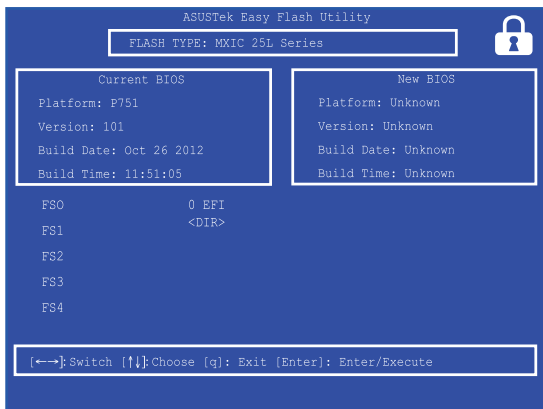 ASUSTek Easy Flash Utility
FLASH TYPE: MXIC 25L Series
Current BIOS
Platform: P751
Version: 101
Build Date: Oct 26 2012
Build Time: 11:51:05
New BIOS
Platform: Unknown
Version: Unknown
Build Date: Unknown
Build Time: Unknown
FSO 0 EFI
FS1 <DIR>
FS2
FS3
FS4
[←→]:Switch [↑↓]:Choose [q]: Exit [Enter]: Enter/Execute